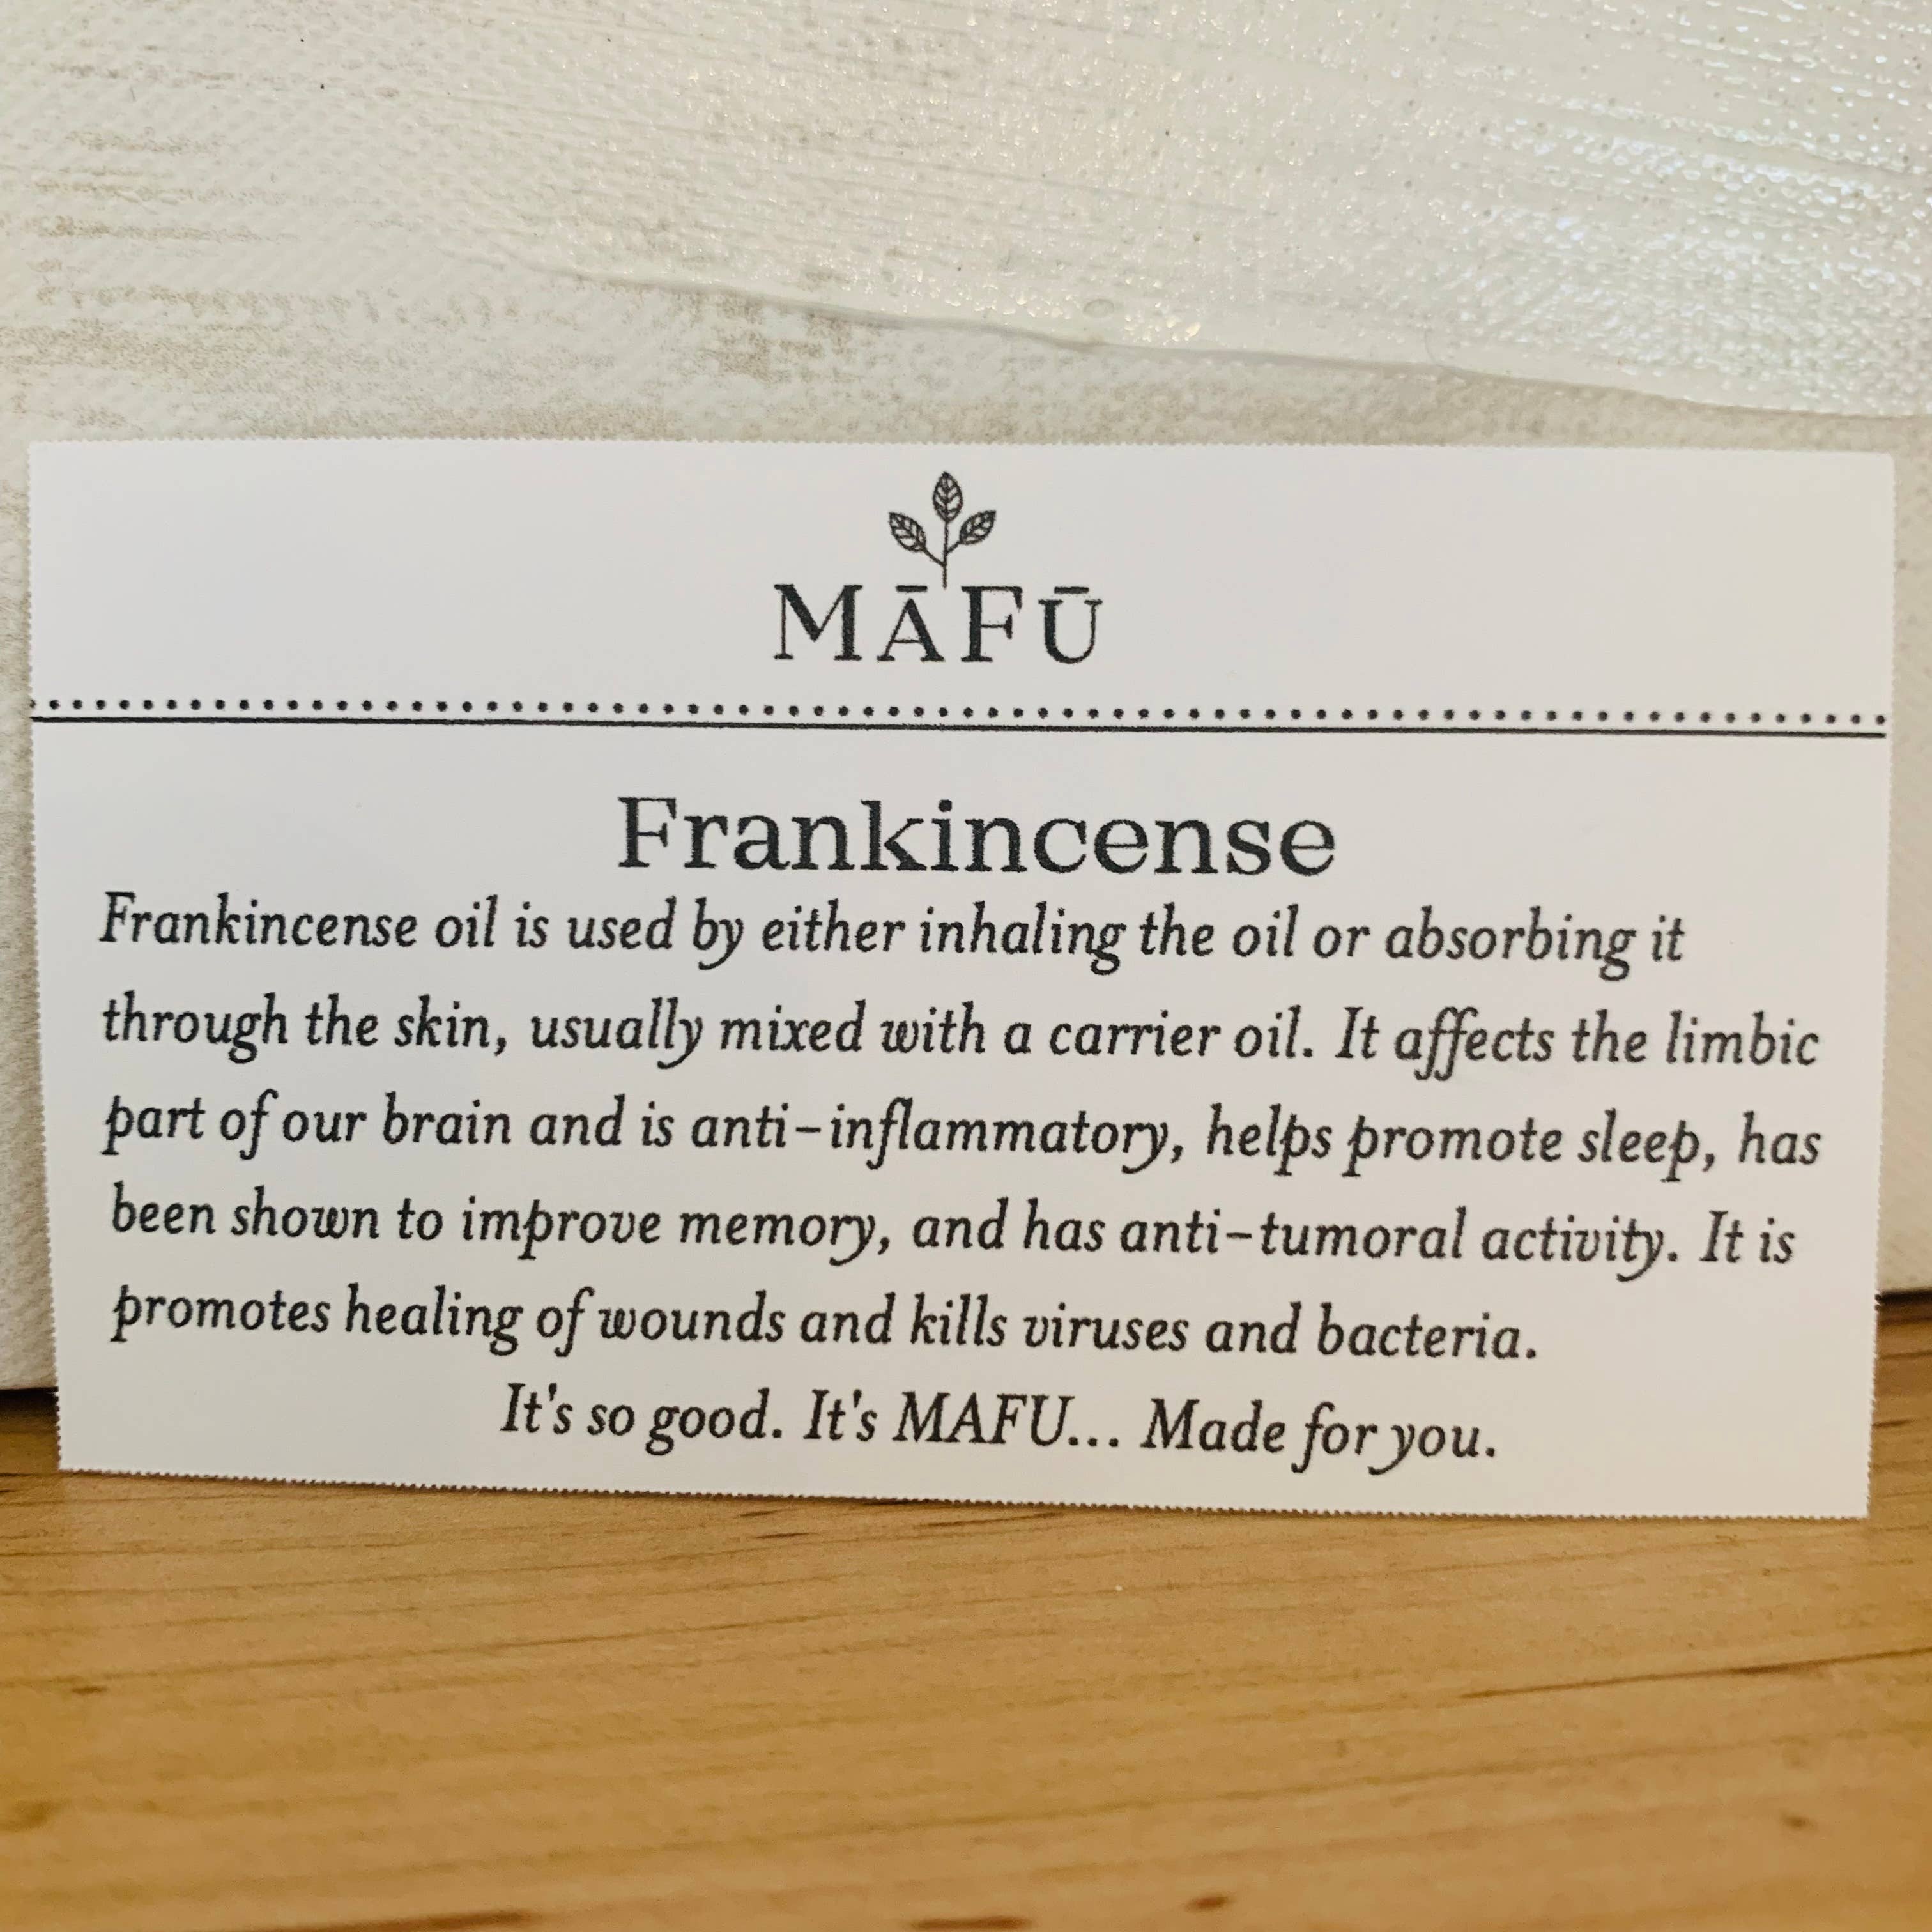 MĀFŪ
Frankincense
Frankincense oil is used by either inhaling the oil or absorbing it
through the skin, usually mixed with a carrier oil. It affects the limbic
part of our brain and is anti-inflammatory, helps promote sleep, has
been shown to improve memory, and has anti-tumoral activity. It is
promotes healing of wounds and kills viruses and bacteria.
It's so good. It's MAFU... Made for you.